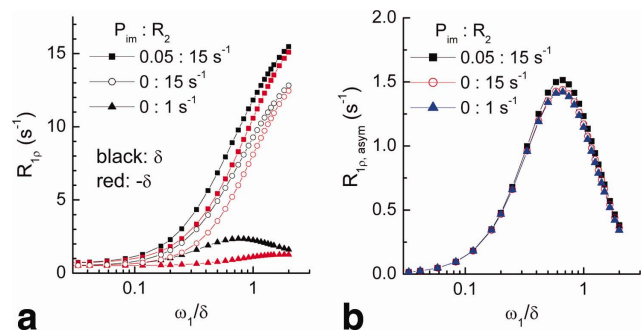 P_im : R_2
0.05 : 15 s⁻¹
0 : 15 s⁻¹
0 : 1 s⁻¹
black: δ
red: -δ
R_1ρ (s⁻¹)
15
10
5
0
0.1 1
ω_1/δ
a
P_im : R_2
0.05 : 15 s⁻¹
0 : 15 s⁻¹
0 : 1 s⁻¹
R_1ρ, asym (s⁻¹)
2.0
1.5
1.0
0.5
0.0
0.1 1
ω_1/δ
b